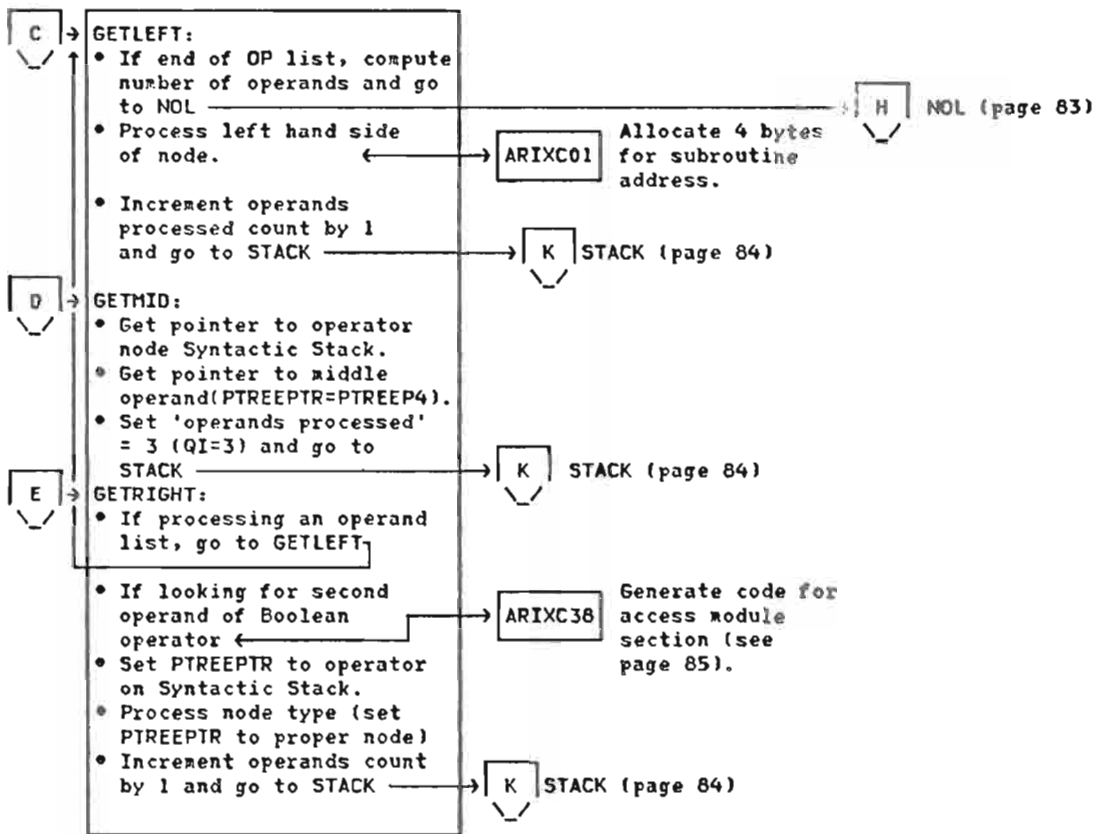 C GETLEFT:
• If end of OP list, compute
number of operands and go
to NOL H NOL (page 83)
• Process left hand side
of node. ARIXC01 Allocate 4 bytes
for subroutine
address.
• Increment operands
processed count by 1
and go to STACK K STACK (page 84)
D GETMID:
• Get pointer to operator
node Syntactic Stack.
• Get pointer to middle
operand(PTREEPTR=PTREEP4).
• Set 'operands processed'
= 3 (QI=3) and go to
STACK K STACK (page 84)
E GETRIGHT:
• If processing an operand
list, go to GETLEFT
• If looking for second
operand of Boolean
operator ARIXC38 Generate code for
access module
section (see
page 85).
• Set PTREEPTR to operator
on Syntactic Stack.
• Process node type (set
PTREEPTR to proper node)
• Increment operands count
by 1 and go to STACK K STACK (page 84)